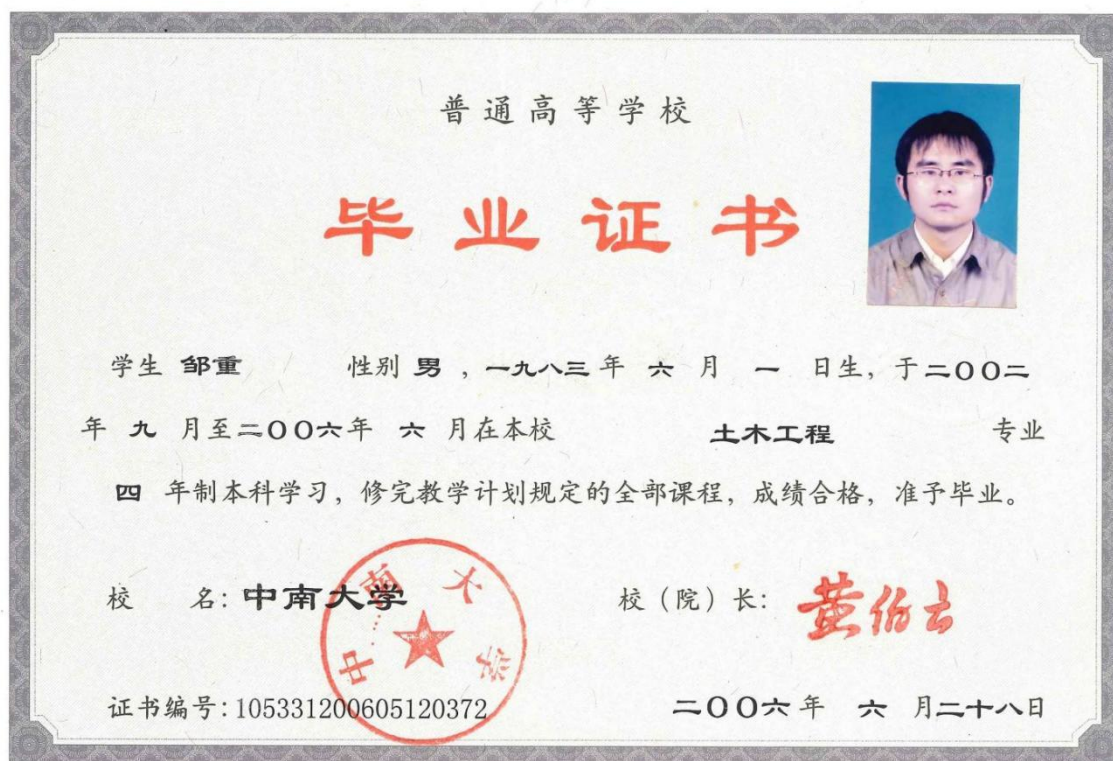 普通高等学校
毕业证书
学生 邹重 性别 男 , 一九八三 年 六 月 一 日生, 于 二OO二
年 九 月至 二OO六 年 六 月在本校 土木工程 专业
四 年制本科学习, 修完教学计划规定的全部课程, 成绩合格, 准予毕业。
校 名: 中南大学 校（院）长: 黄伯云
中南大学
证书编号: 105331200605120372 二OO六 年 六 月 二十八 日